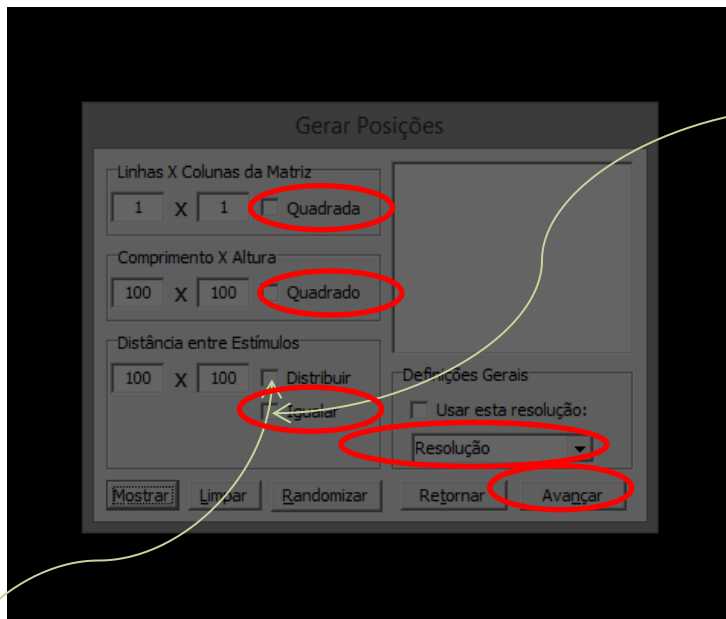 Gerar Posições
Linhas X Colunas da Matriz
1 X 1 Quadrada
Comprimento X Altura
100 X 100 Quadrado
Distância entre Estímulos
100 X 100 Distribuir
Igualar
Definições Gerais
Usar esta resolução:
Resolução
Mostrar Limpar Randomizar Retornar Avançar